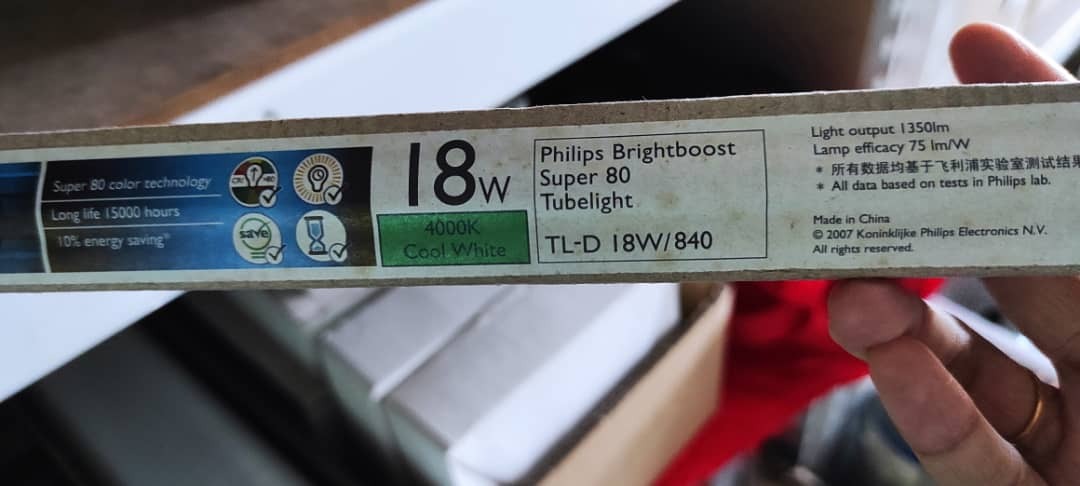 Super 80 color technology
Long life 15000 hours
10% energy saving*
save
18W
4000K
Cool White
Philips Brightboost
Super 80
Tubelight
TL-D 18W/840
Light output 1350lm
Lamp efficacy 75 lm/W
* 所有数据均基于飞利浦实验室测试结果
* All data based on tests in Philips lab.
Made in China
© 2007 Koninklijke Philips Electronics N.V.
All rights reserved.